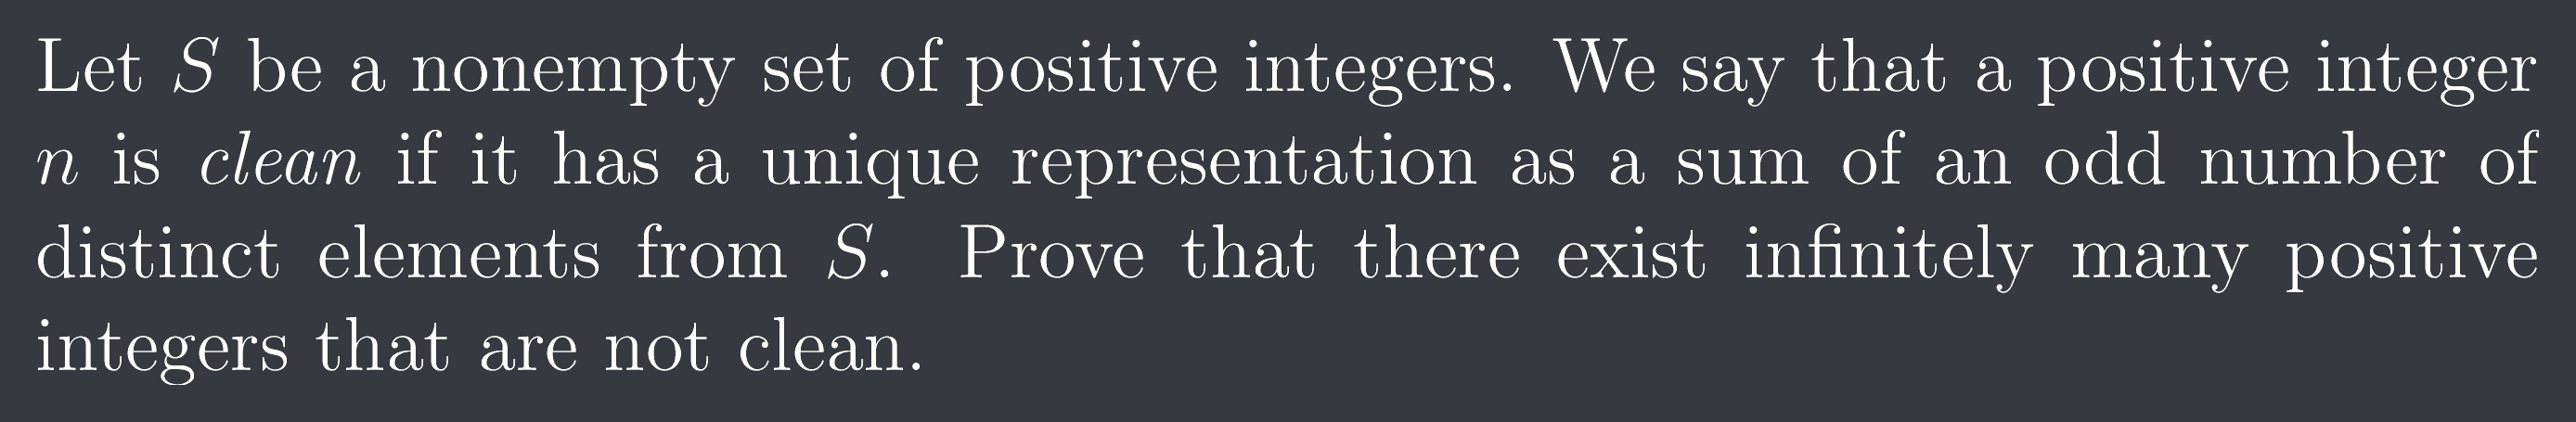 Let S be a nonempty set of positive integers. We say that a positive integer
n is clean if it has a unique representation as a sum of an odd number of
distinct elements from S. Prove that there exist infinitely many positive
integers that are not clean.